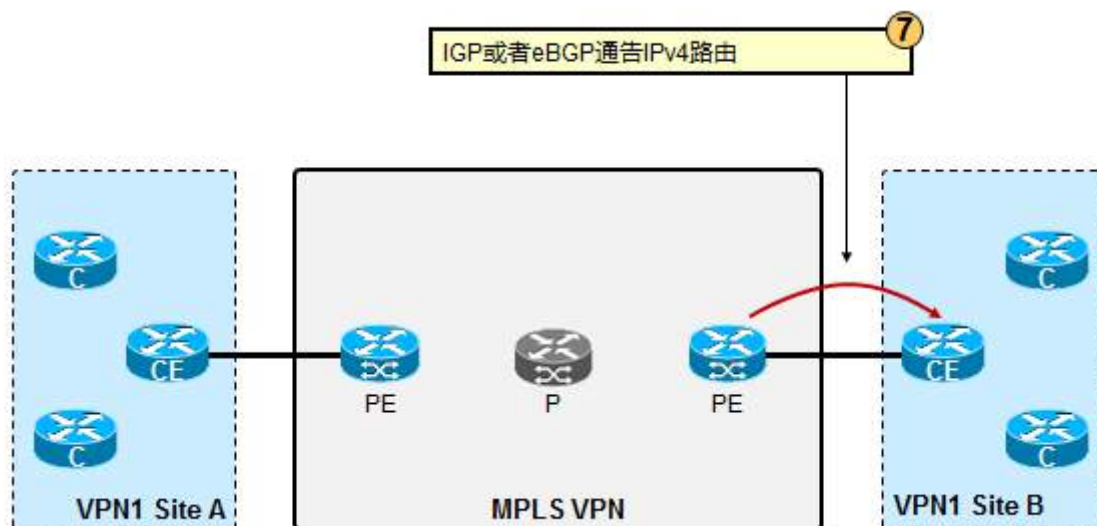 7
IGP或者eBGP通告IPv4路由
C
CE
C
VPN1 Site A
PE
P
PE
MPLS VPN
C
CE
C
VPN1 Site B